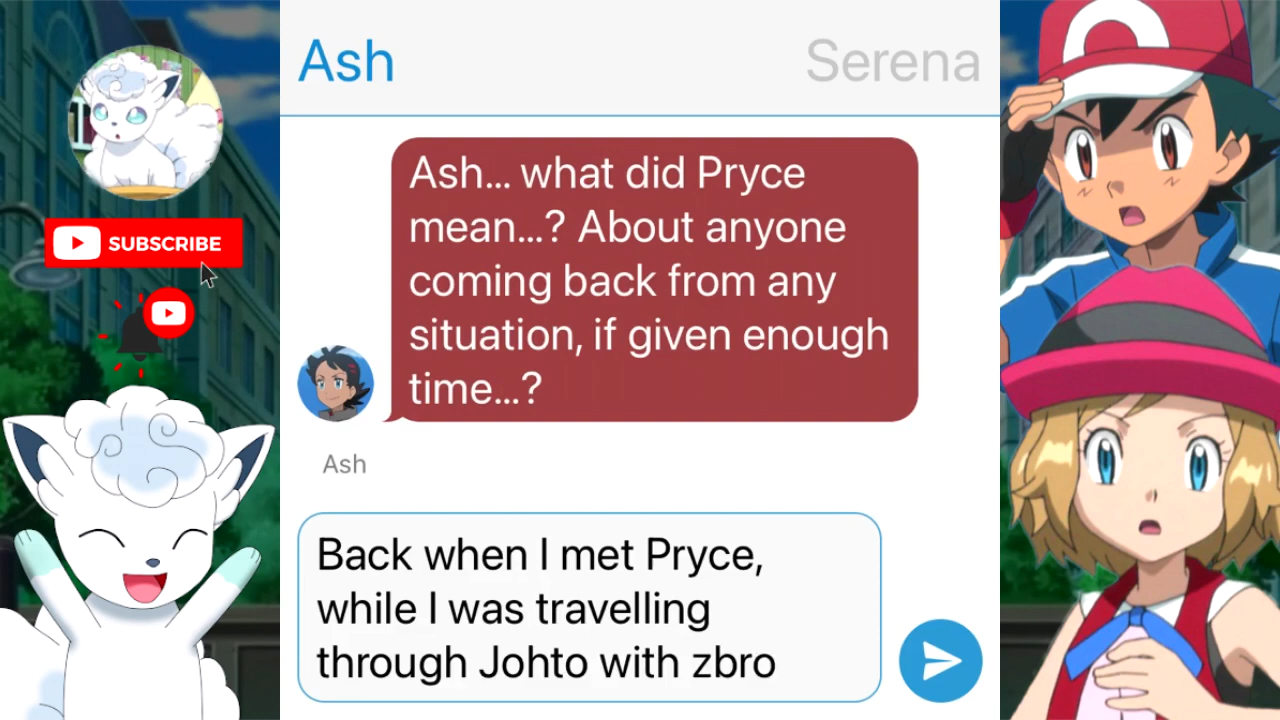 Ash
Serena
SUBSCRIBE
Ash... what did Pryce
mean...? About anyone
coming back from any
situation, if given enough
time...?
Ash
Back when I met Pryce,
while I was travelling
through Johto with zbro